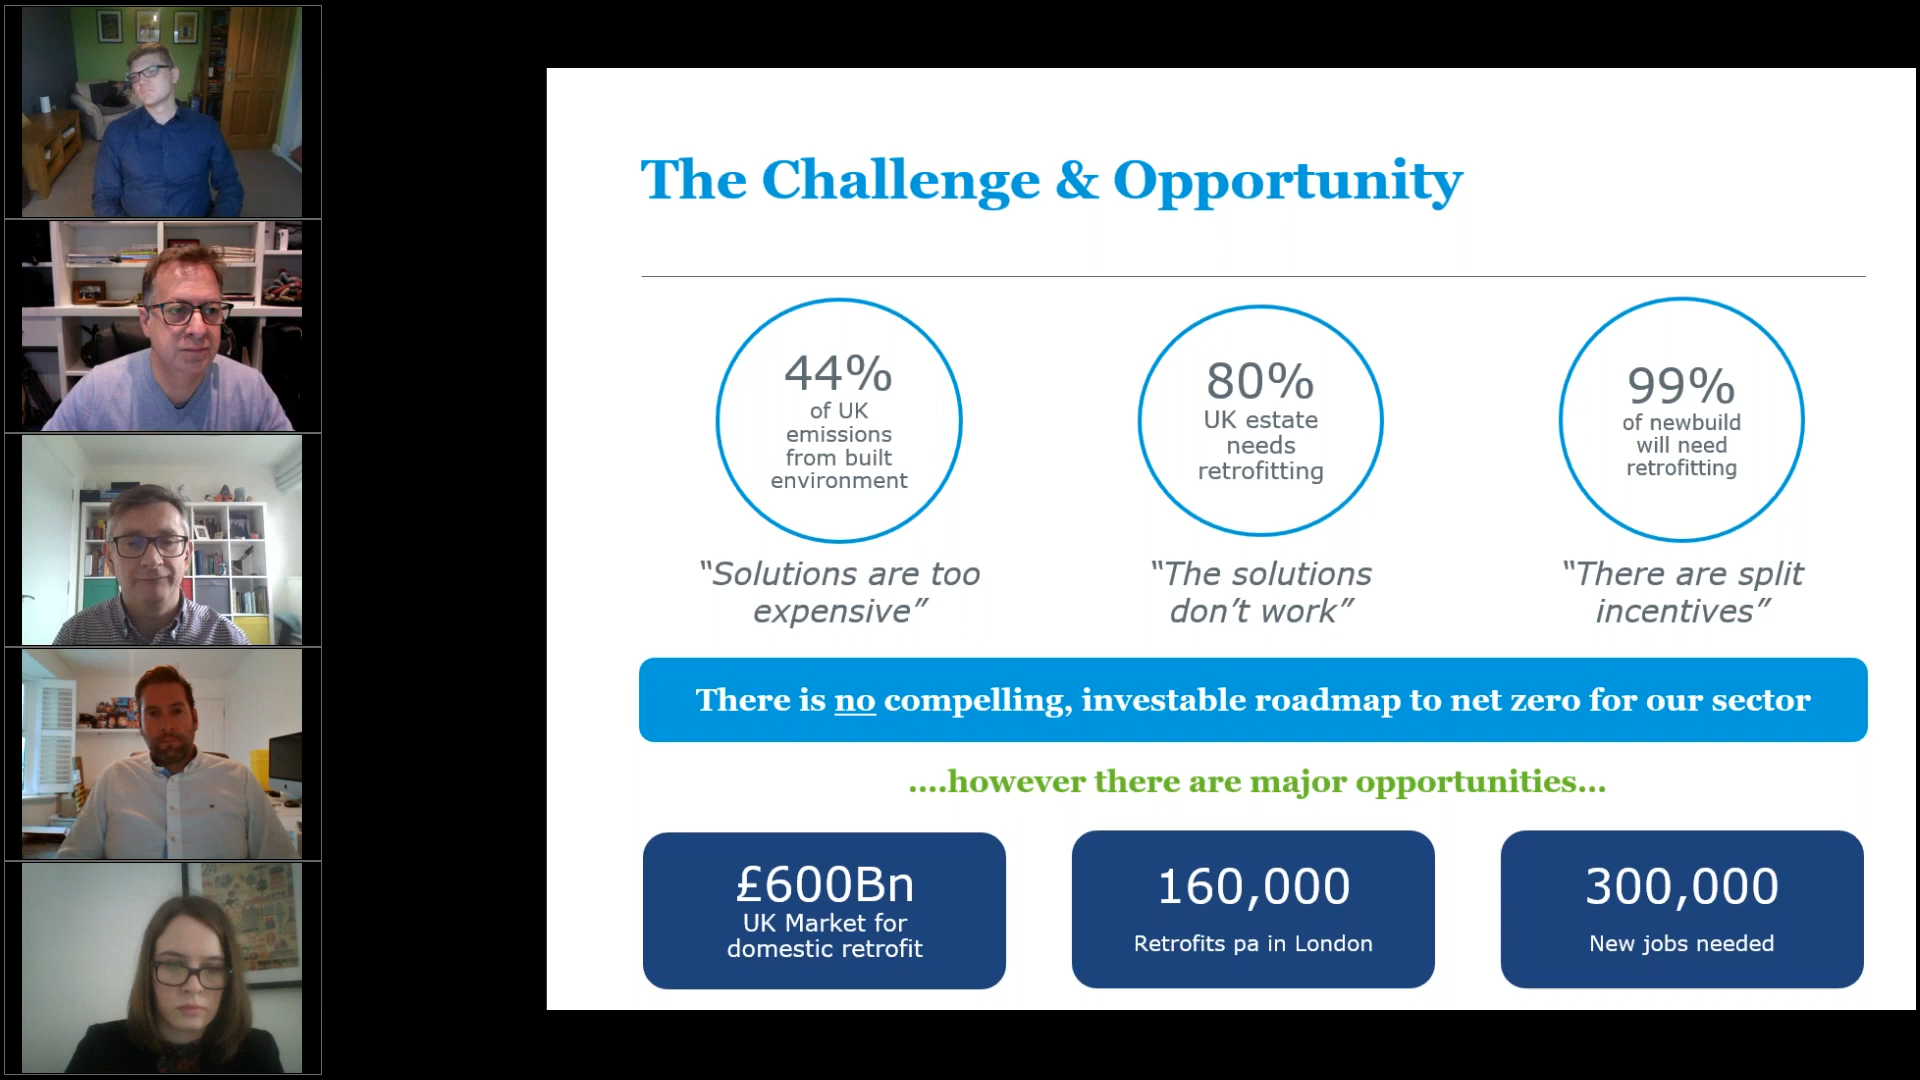 The Challenge & Opportunity
44%
of UK
emissions
from built
environment
80%
UK estate
needs
retrofitting
99%
of newbuild
will need
retrofitting
“Solutions are too
expensive”
“The solutions
don’t work”
“There are split
incentives”
There is no compelling, investable roadmap to net zero for our sector
....however there are major opportunities...
£600Bn
UK Market for
domestic retrofit
160,000
Retrofits pa in London
300,000
New jobs needed